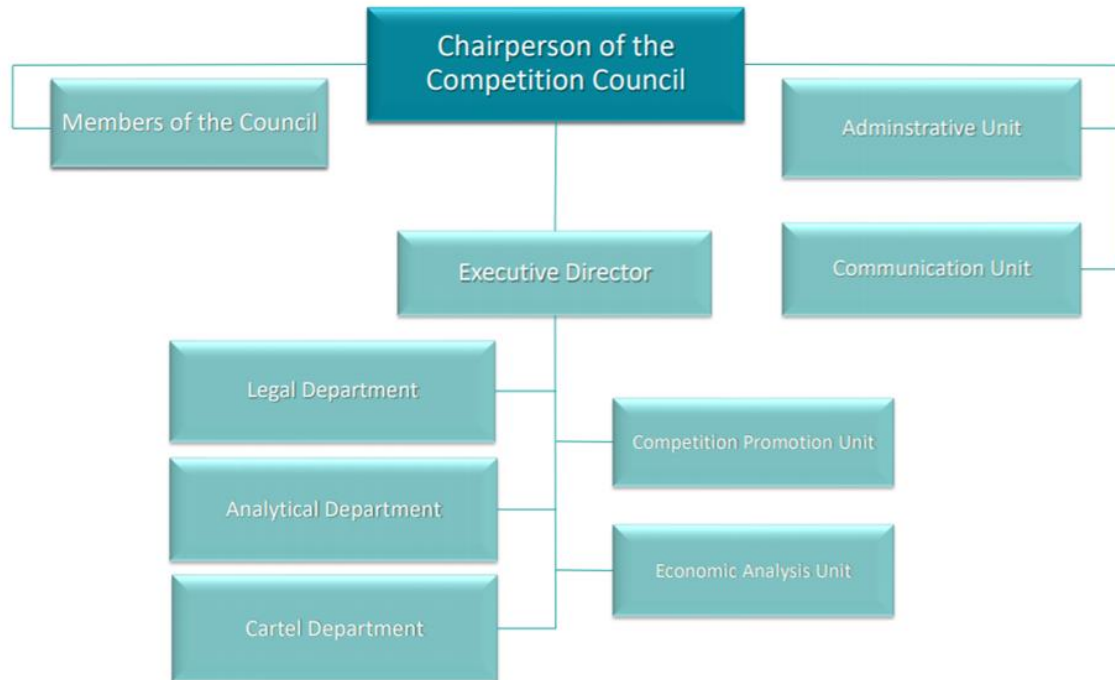 Chairperson of the
Competition Council
Members of the Council
Adminstrative Unit
Executive Director
Communication Unit
Legal Department
Competition Promotion Unit
Analytical Department
Economic Analysis Unit
Cartel Department